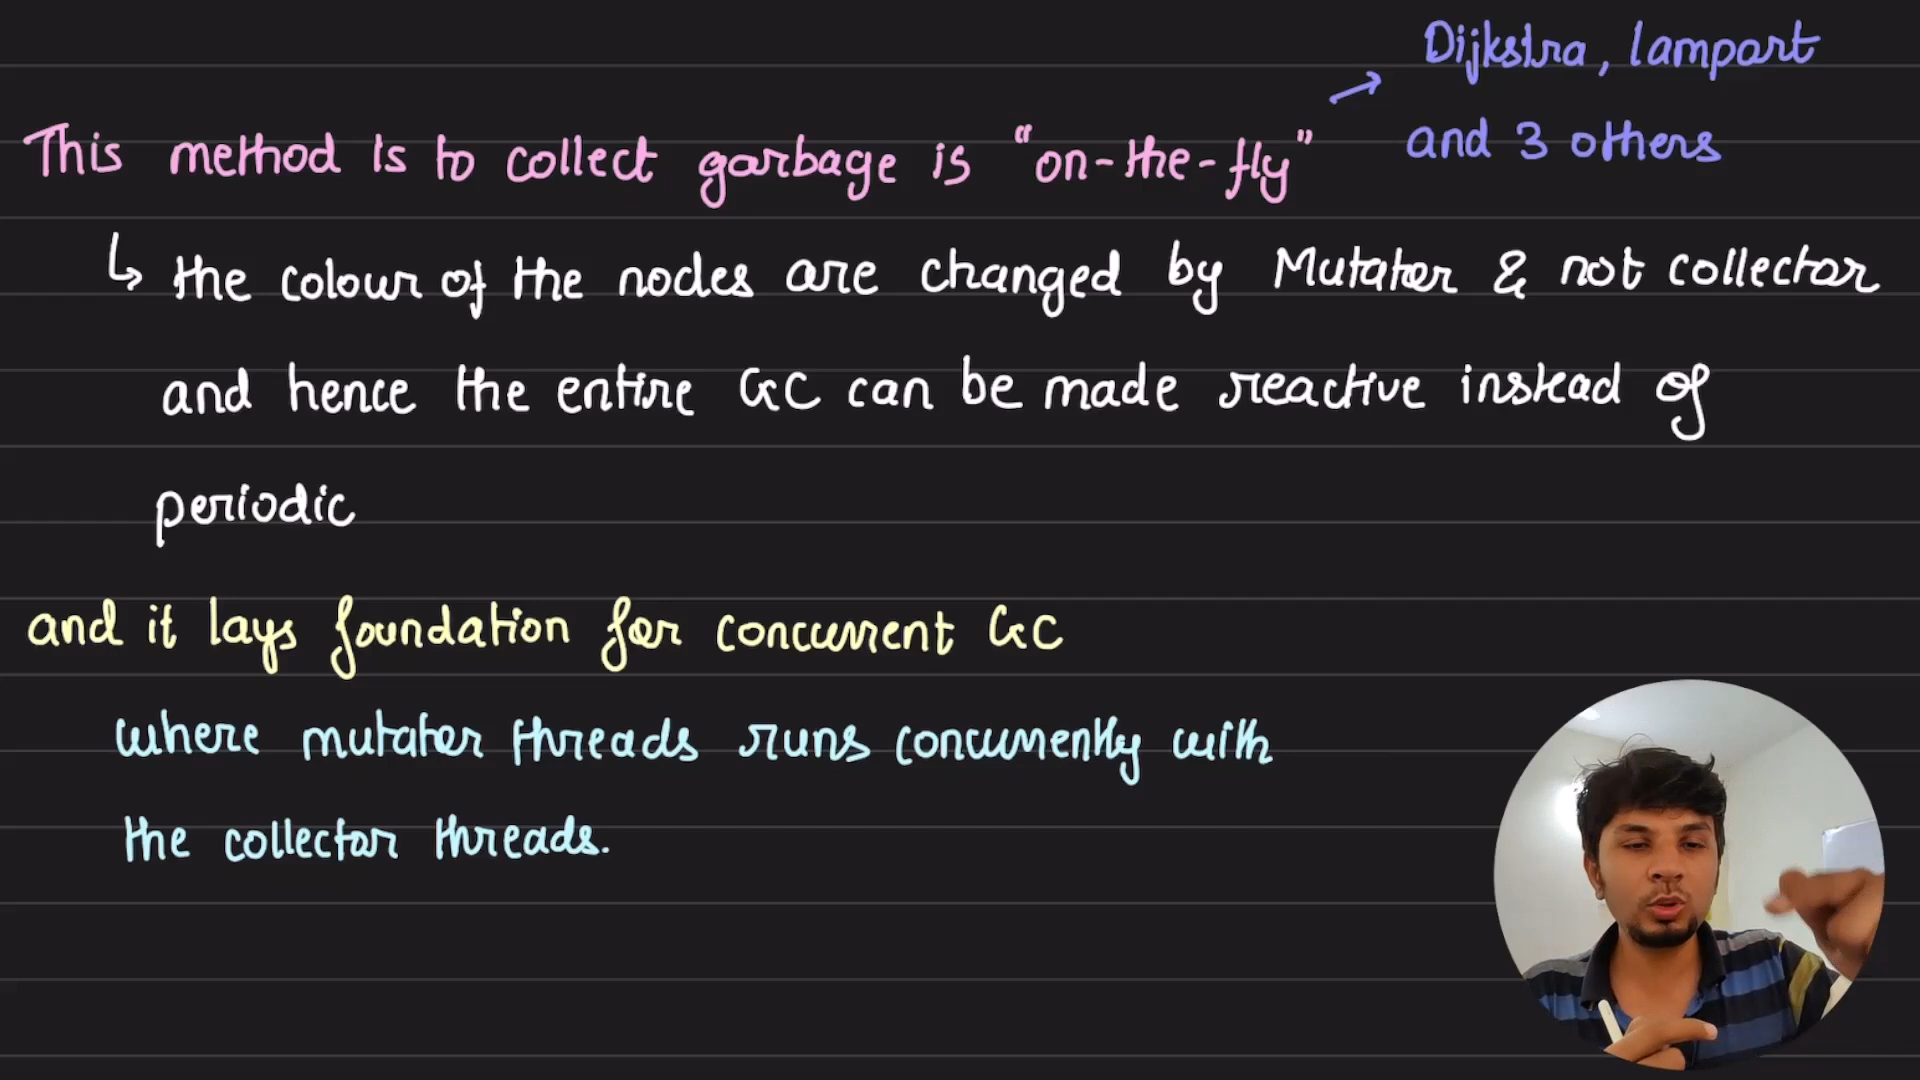 Dijkstra, lamport
and 3 others
This method is to collect garbage is "on-the-fly"
the colour of the nodes are changed by Mutator & not collector
and hence the entire GC can be made reactive instead of
periodic
and it lays foundation for concurrent GC
where mutator threads runs concurrently with
the collector threads.